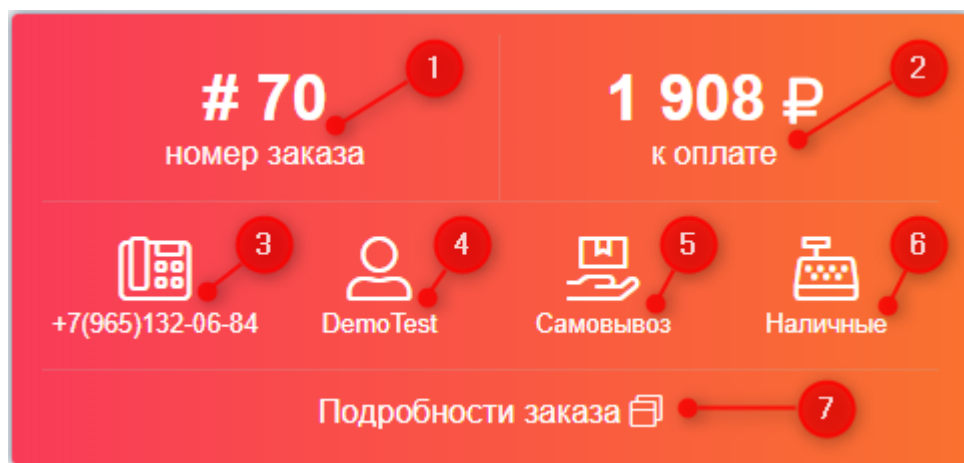 # 70 1
номер заказа
1 908 ₽ 2
к оплате
3
+7(965)132-06-84
4
DemoTest
5
Самовывоз
6
Наличные
Подробности заказа 7